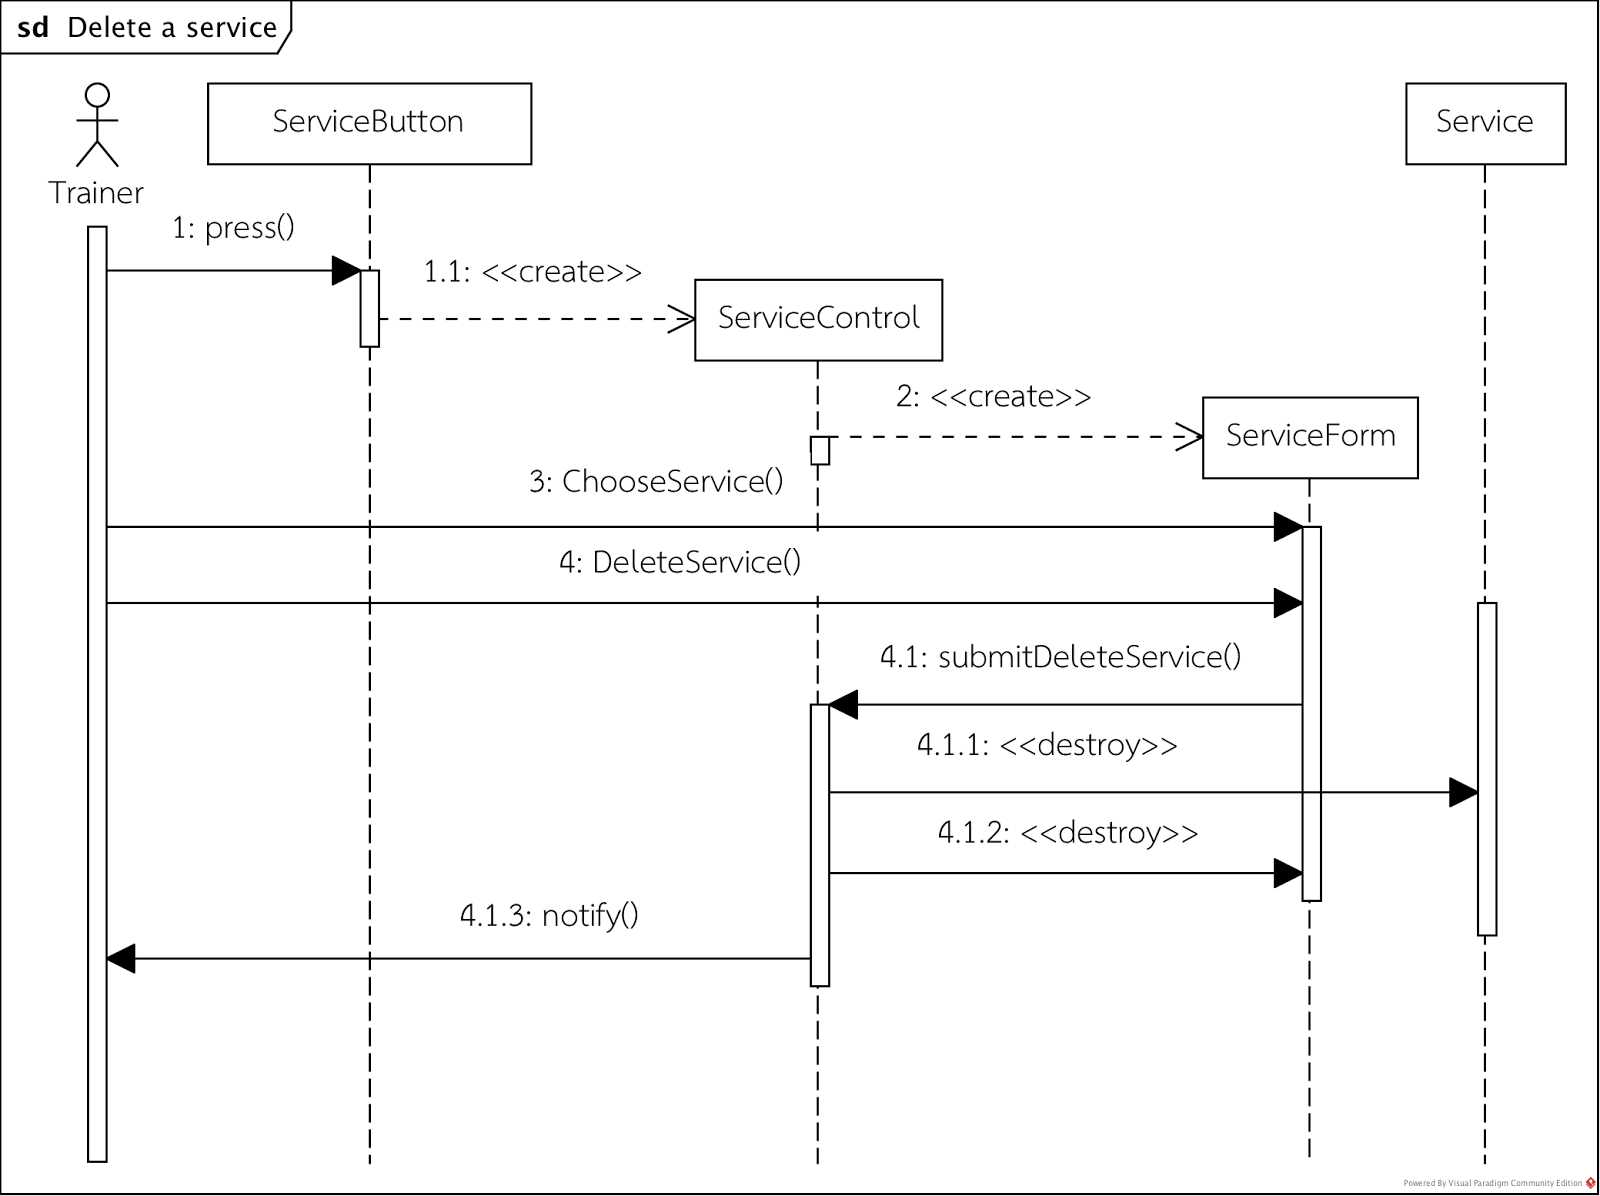 sd Delete a service
ServiceButton
Service
Trainer
1: press()
1.1: <<create>>
ServiceControl
2: <<create>>
ServiceForm
3: ChooseService()
4: DeleteService()
4.1: submitDeleteService()
4.1.1: <<destroy>>
4.1.2: <<destroy>>
4.1.3: notify()
Powered By Visual Paradigm Community Edition